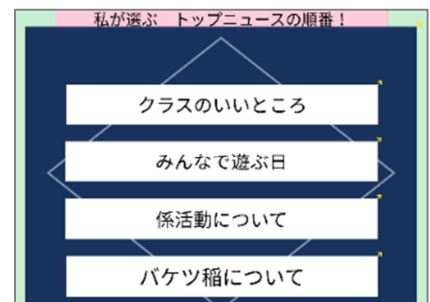 私が選ぶ　トップニュースの順番！
クラスのいいところ
みんなで遊ぶ日
係活動について
バケツ稲について